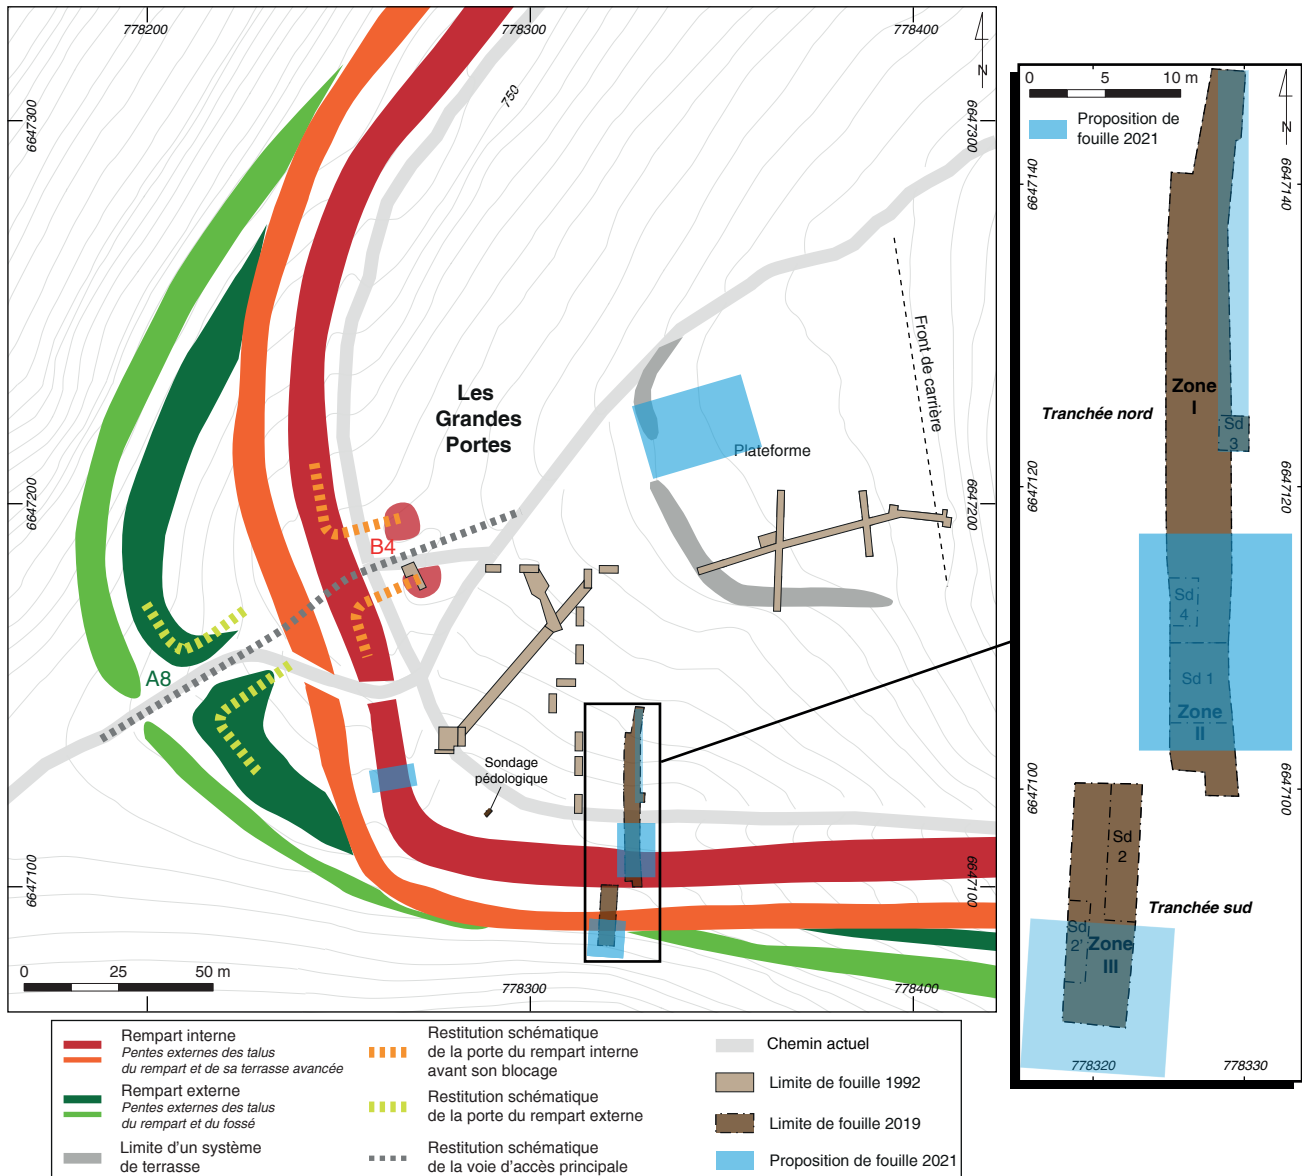 778200
778300
778400
N
750
6647300
6647300
Les
Grandes
Portes
Front de carrière
Plateforme
6647200
6647200
B4
A8
Sondage
pédologique
6647100
6647100
0
25
50 m
778300
778400
0
5
10 m
N
Proposition de
fouille 2021
6647140
6647140
Zone
I
Tranchée nord
Sd
3
6647120
6647120
Sd
4
Sd 1
Zone
II
6647100
6647100
Sd
2
Tranchée sud
Sd
2'
Zone
III
778320
778330
Rempart interne
Pentes externes des talus
du rempart et de sa terrasse avancée
Rempart externe
Pentes externes des talus
du rempart et du fossé
Limite d'un système
de terrasse
Restitution schématique
de la porte du rempart interne
avant son blocage
Restitution schématique
de la porte du rempart externe
Restitution schématique
de la voie d'accès principale
Chemin actuel
Limite de fouille 1992
Limite de fouille 2019
Proposition de fouille 2021